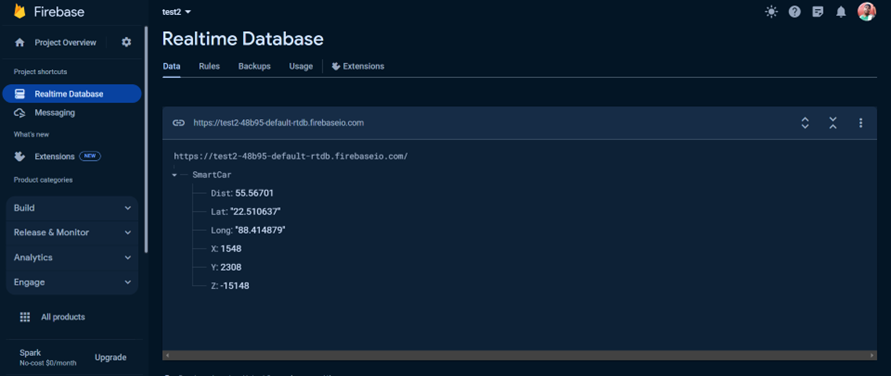 Firebase
test2
Project Overview
Realtime Database
Data Rules Backups Usage Extensions
Project shortcuts
Realtime Database
Messaging
What's new
Extensions NEW
Product categories
Build
Release & Monitor
Analytics
Engage
All products
Spark
No-cost $0/month
Upgrade
https://test2-48b95-default-rtdb.firebaseio.com
https://test2-48b95-default-rtdb.firebaseio.com/
SmartCar
Dist: 55.56701
Lat: "22.510637"
Long: "88.414879"
X: 1548
Y: 2308
Z: -15148